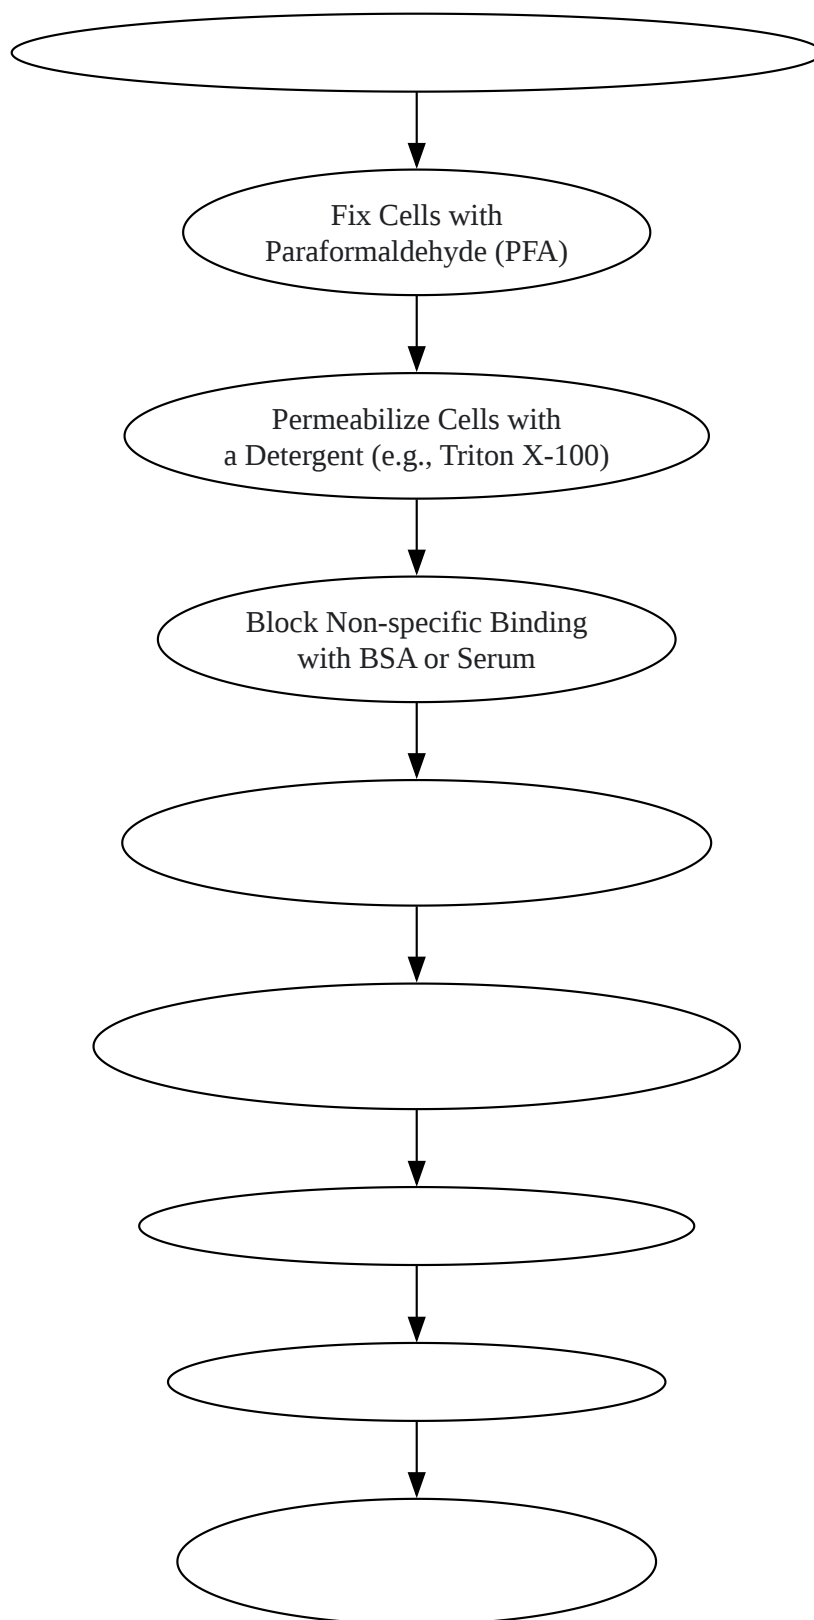 Fix Cells with
Paraformaldehyde (PFA)
Permeabilize Cells with
a Detergent (e.g., Triton X-100)
Block Non-specific Binding
with BSA or Serum